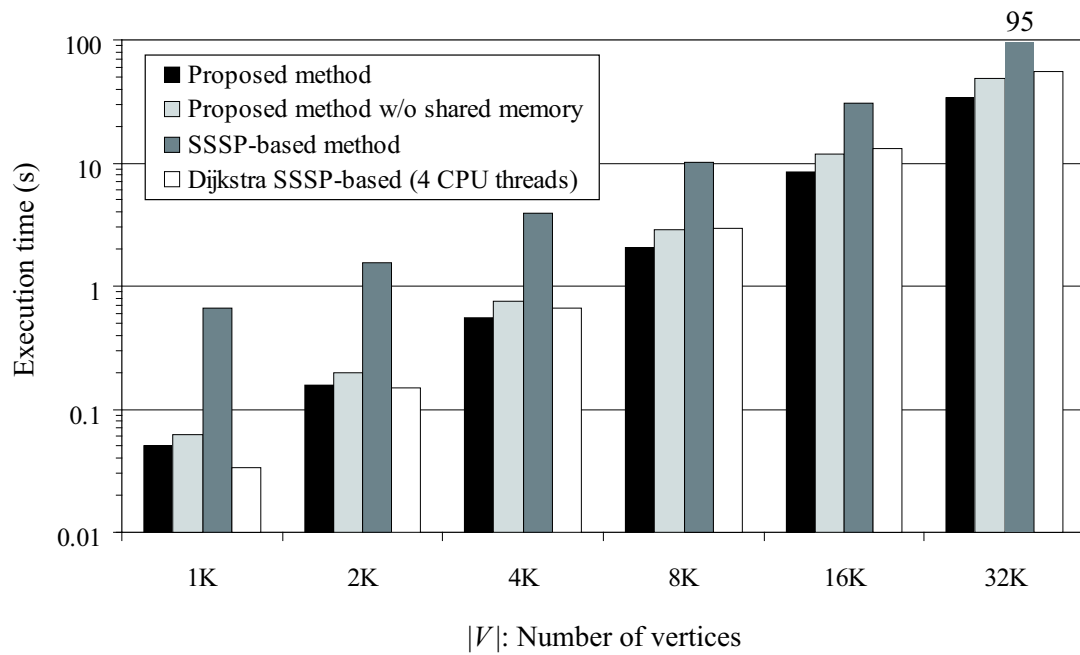 95
100
10
1
0.1
0.01
Execution time (s)
Proposed method
Proposed method w/o shared memory
SSSP-based method
Dijkstra SSSP-based (4 CPU threads)
1K 2K 4K 8K 16K 32K
|V|: Number of vertices